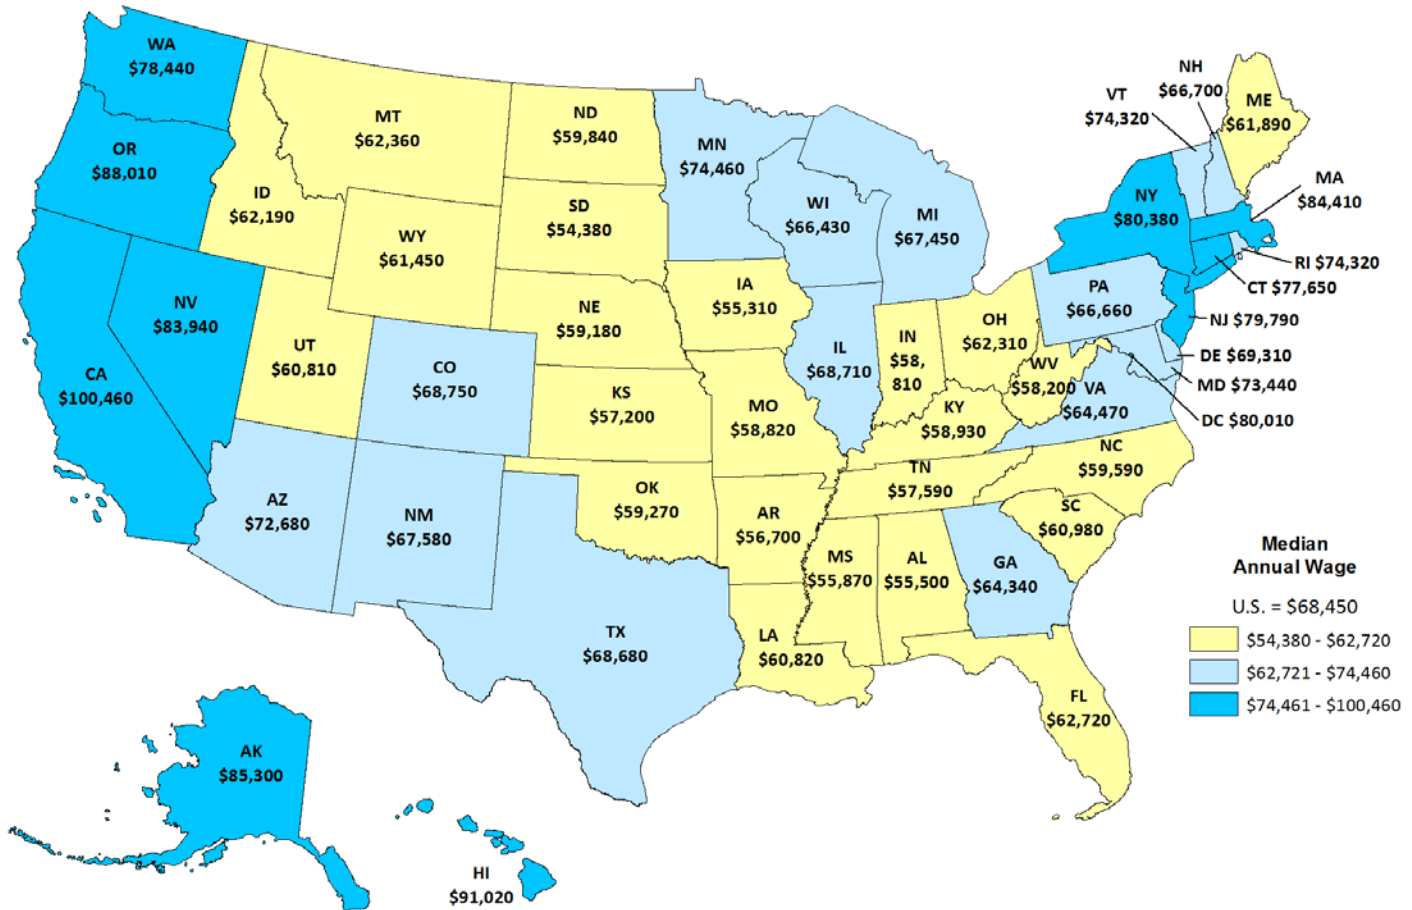 WA
$78,440
OR
$88,010
CA
$100,460
NV
$83,940
ID
$62,190
MT
$62,360
WY
$61,450
UT
$60,810
CO
$68,750
AZ
$72,680
NM
$67,580
ND
$59,840
SD
$54,380
NE
$59,180
KS
$57,200
OK
$59,270
TX
$68,680
MN
$74,460
IA
$55,310
MO
$58,820
AR
$56,700
LA
$60,820
WI
$66,430
IL
$68,710
MI
$67,450
IN
$58,
810
OH
$62,310
KY
$58,930
TN
$57,590
MS
$55,870
AL
$55,500
GA
$64,340
FL
$62,720
SC
$60,980
NC
$59,590
VA
$64,470
WV
$58,200
PA
$66,660
NY
$80,380
VT
$74,320
NH
$66,700
ME
$61,890
MA
$84,410
RI $74,320
CT $77,650
NJ $79,790
DE $69,310
MD $73,440
DC $80,010
AK
$85,300
HI
$91,020
Median
Annual Wage
U.S. = $68,450
$54,380 - $62,720
$62,721 - $74,460
$74,461 - $100,460